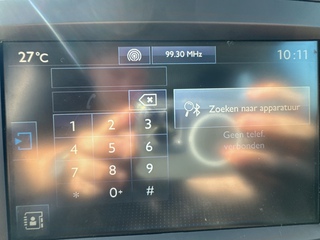 27°C 99.30 MHz 10:11
1 2 3
4 5 6
7 8 9
* 0+ #
Zoeken naar apparatuur
Geen telef
verbonden